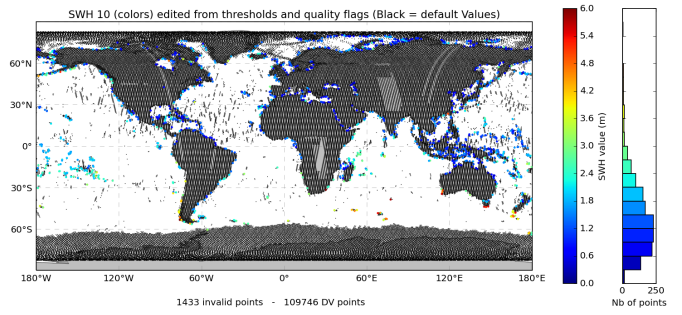 SWH 10 (colors) edited from thresholds and quality flags (Black = default Values)
60°N
30°N
0°
30°S
60°S
180°W 120°W 60°W 0° 60°E 120°E 180°E
1433 invalid points - 109746 DV points
6.0
5.4
4.8
4.2
3.6
3.0
2.4
1.8
1.2
0.6
0.0
SWH value (m)
0 250
Nb of points